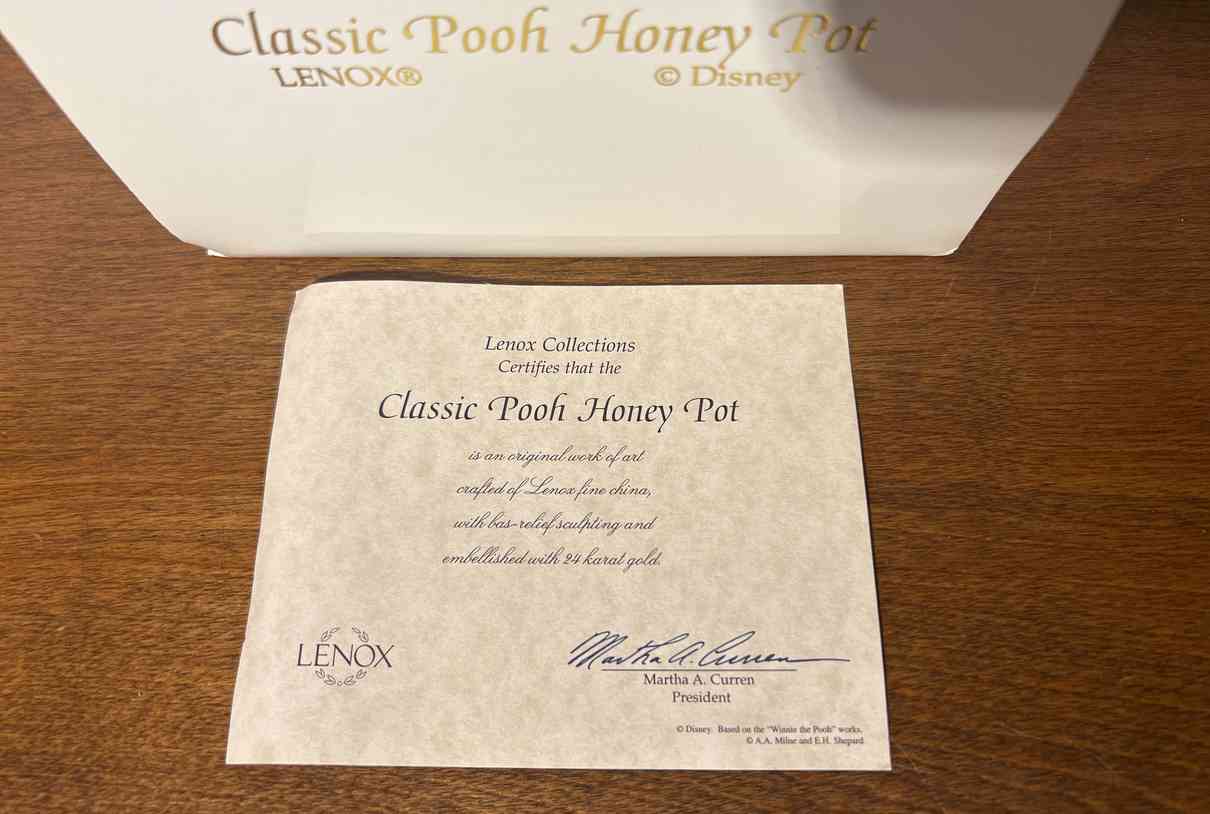 Classic Pooh Honey Pot
LENOX® © Disney
Lenox Collections
Certifies that the
Classic Pooh Honey Pot
is an original work of art
crafted of Lenox fine china,
with bas-relief sculpting and
embellished with 24 karat gold.
LENOX
Martha A. Curren
Martha A. Curren
President
© Disney. Based on the "Winnie the Pooh" works.
© A.A. Milne and E.H. Shepard